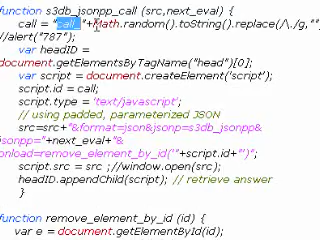 function s3db_jsonpp_call (src,next_eval) {
call = "call_"+Math.random().toString().replace(/\./g,"")
//alert("787");
var headID =
document.getElementsByTagName("head")[0];
var script = document.createElement('script');
script.id = call;
script.type = 'text/javascript';
// using padded, parameterized JSON
src=src+"&format=json&jsonp=s3db_jsonpp&
jsonpp="+next_eval+"&
onload=remove_element_by_id('"+script.id+"')";
script.src = src ;//window.open(src);
headID.appendChild(script); // retrieve answer
}
function remove_element_by_id (id) {
var e = document.getElementById(id);